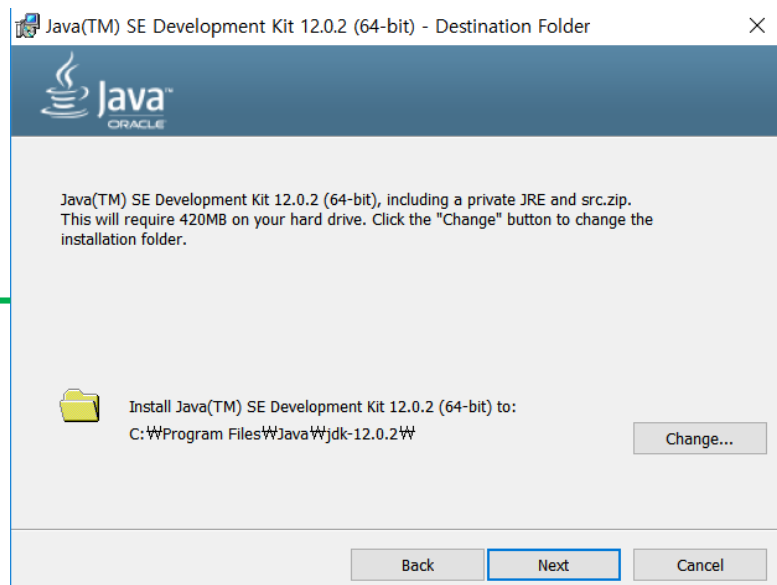 Java(TM) SE Development Kit 12.0.2 (64-bit) - Destination Folder
Java™
ORACLE
Java(TM) SE Development Kit 12.0.2 (64-bit), including a private JRE and src.zip.
This will require 420MB on your hard drive. Click the "Change" button to change the
installation folder.
Install Java(TM) SE Development Kit 12.0.2 (64-bit) to:
C:₩Program Files₩Java₩jdk-12.0.2₩
Change...
Back
Next
Cancel